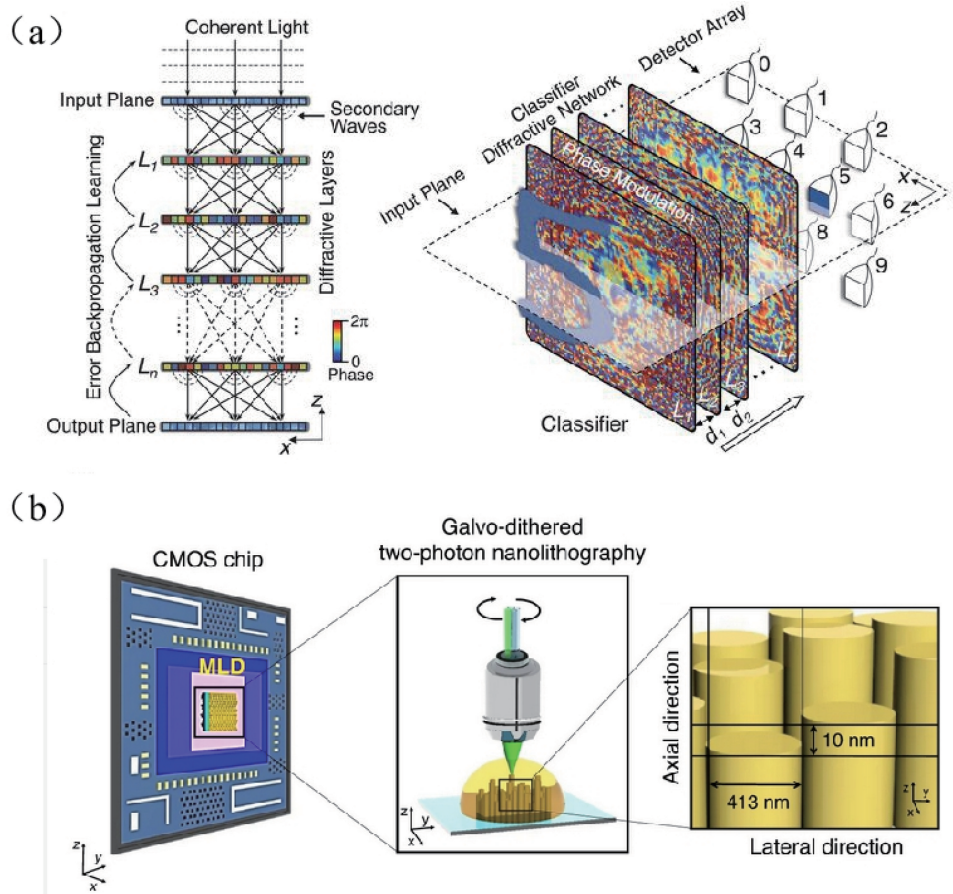 (a)
Coherent Light
Input Plane
Secondary
Waves
L1
L2
L3
Ln
Output Plane
Error Backpropagation Learning
Diffractive Layers
2π
0
Phase
z
x
Detector Array
Classifier
Diffractive Network
Input Plane
Phase Modulation
0
1
2
3
4
5
6
8
9
x
z
L1
d1
d2
Classifier
(b)
CMOS chip
MLD
z
y
x
Galvo-dithered
two-photon nanolithography
z
y
x
Axial direction
10 nm
413 nm
z
y
x
Lateral direction